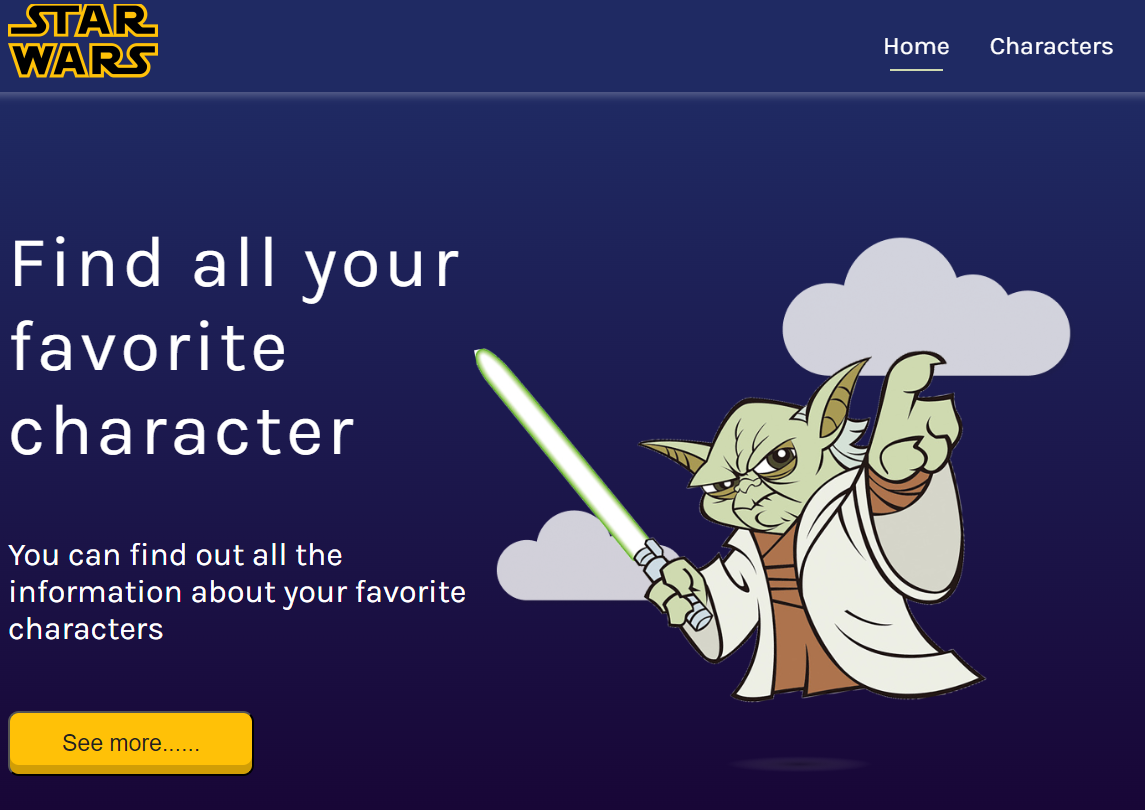 STAR
WARS
Home Characters
Find all your
favorite
character
You can find out all the
information about your favorite
characters
See more......